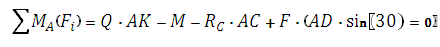 ∑M_A(F_i) = Q · AK − M − R_C · AC + F · (AD · sin〖30) = 0〗